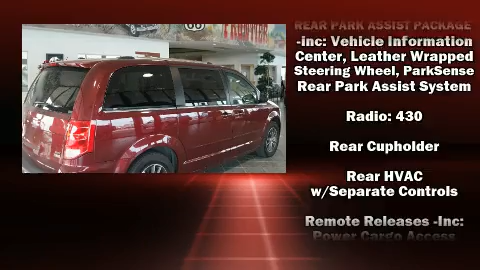 REAR PARK ASSIST PACKAGE
-inc: Vehicle Information
Center, Leather Wrapped
Steering Wheel, ParkSense
Rear Park Assist System
Radio: 430
Rear Cupholder
Rear HVAC
w/Separate Controls
Remote Releases -Inc:
Power Cargo Access